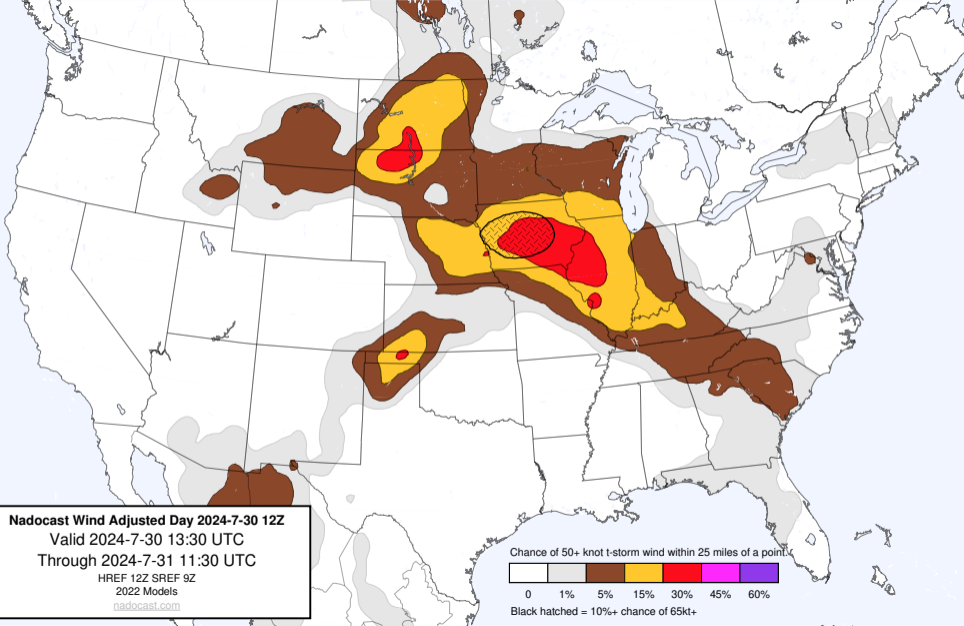 Nadocast Wind Adjusted Day 2024-7-30 12Z
Valid 2024-7-30 13:30 UTC
Through 2024-7-31 11:30 UTC
HREF 12Z SREF 9Z
2022 Models
nadocast.com
Chance of 50+ knot t-storm wind within 25 miles of a point.
0 1% 5% 15% 30% 45% 60%
Black hatched = 10%+ chance of 65kt+